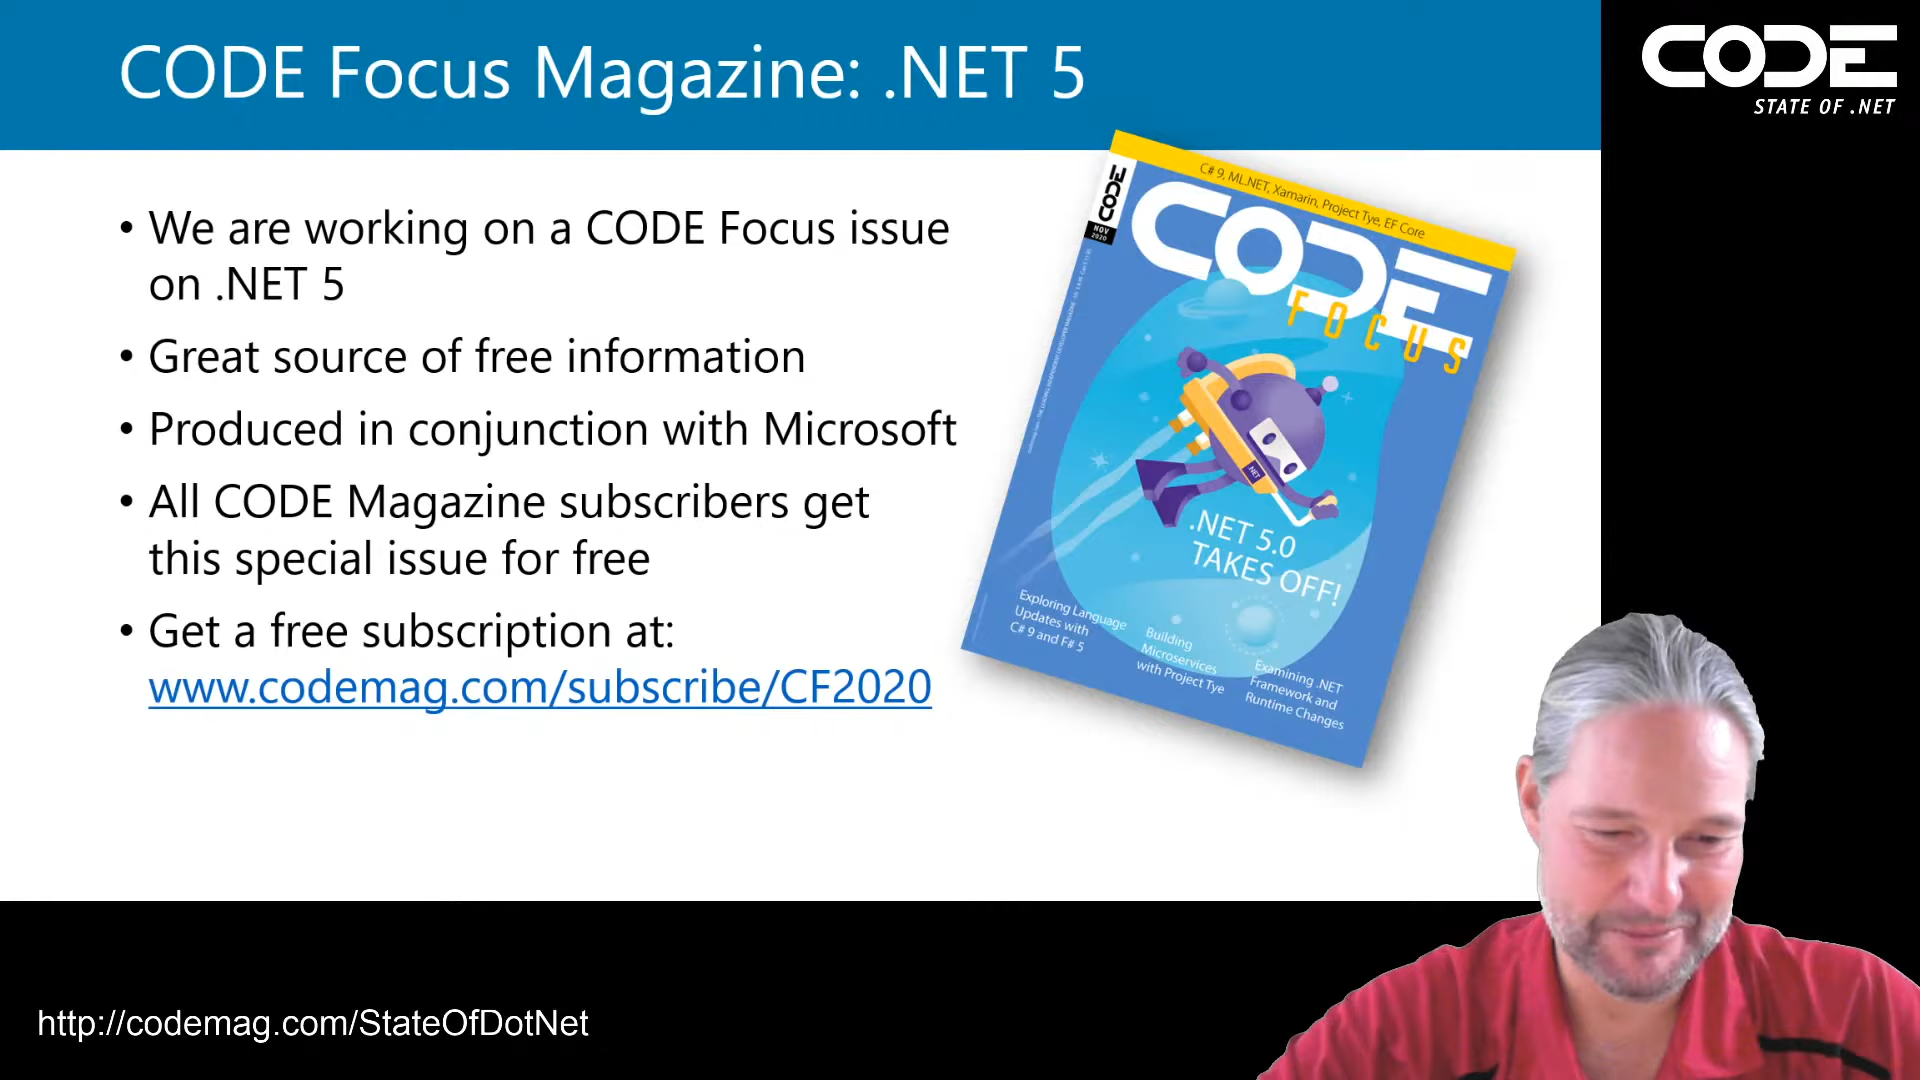 CODE Focus Magazine: .NET 5
CODE
STATE OF .NET
• We are working on a CODE Focus issue
on .NET 5
• Great source of free information
• Produced in conjunction with Microsoft
• All CODE Magazine subscribers get
this special issue for free
• Get a free subscription at:
www.codemag.com/subscribe/CF2020
C# 9, ML.NET, Xamarin, Project Tye, EF Core
CODE
NOV
2020
CODE
FOCUS
.NET
.NET 5.0
TAKES OFF!
Exploring Language
Updates with
C# 9 and F# 5
Building
Microservices
with Project Tye
Examining .NET
Framework and
Runtime Changes
http://codemag.com/StateOfDotNet